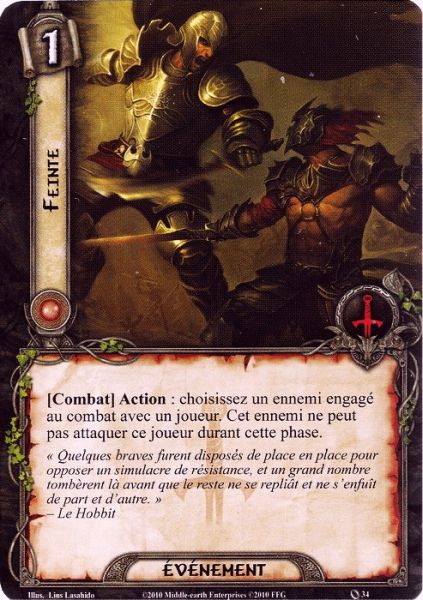 1
FEINTE
[Combat] Action : choisissez un ennemi engagé
au combat avec un joueur. Cet ennemi ne peut
pas attaquer ce joueur durant cette phase.
« Quelques braves furent disposés de place en place pour
opposer un simulacre de résistance, et un grand nombre
tombèrent là avant que le reste ne se repliât et ne s'enfuît
de part et d'autre. »
– Le Hobbit
ÉVÉNEMENT
Illus. Lius Lasahido
©2010 Middle-earth Enterprises ©2010 FFG
34